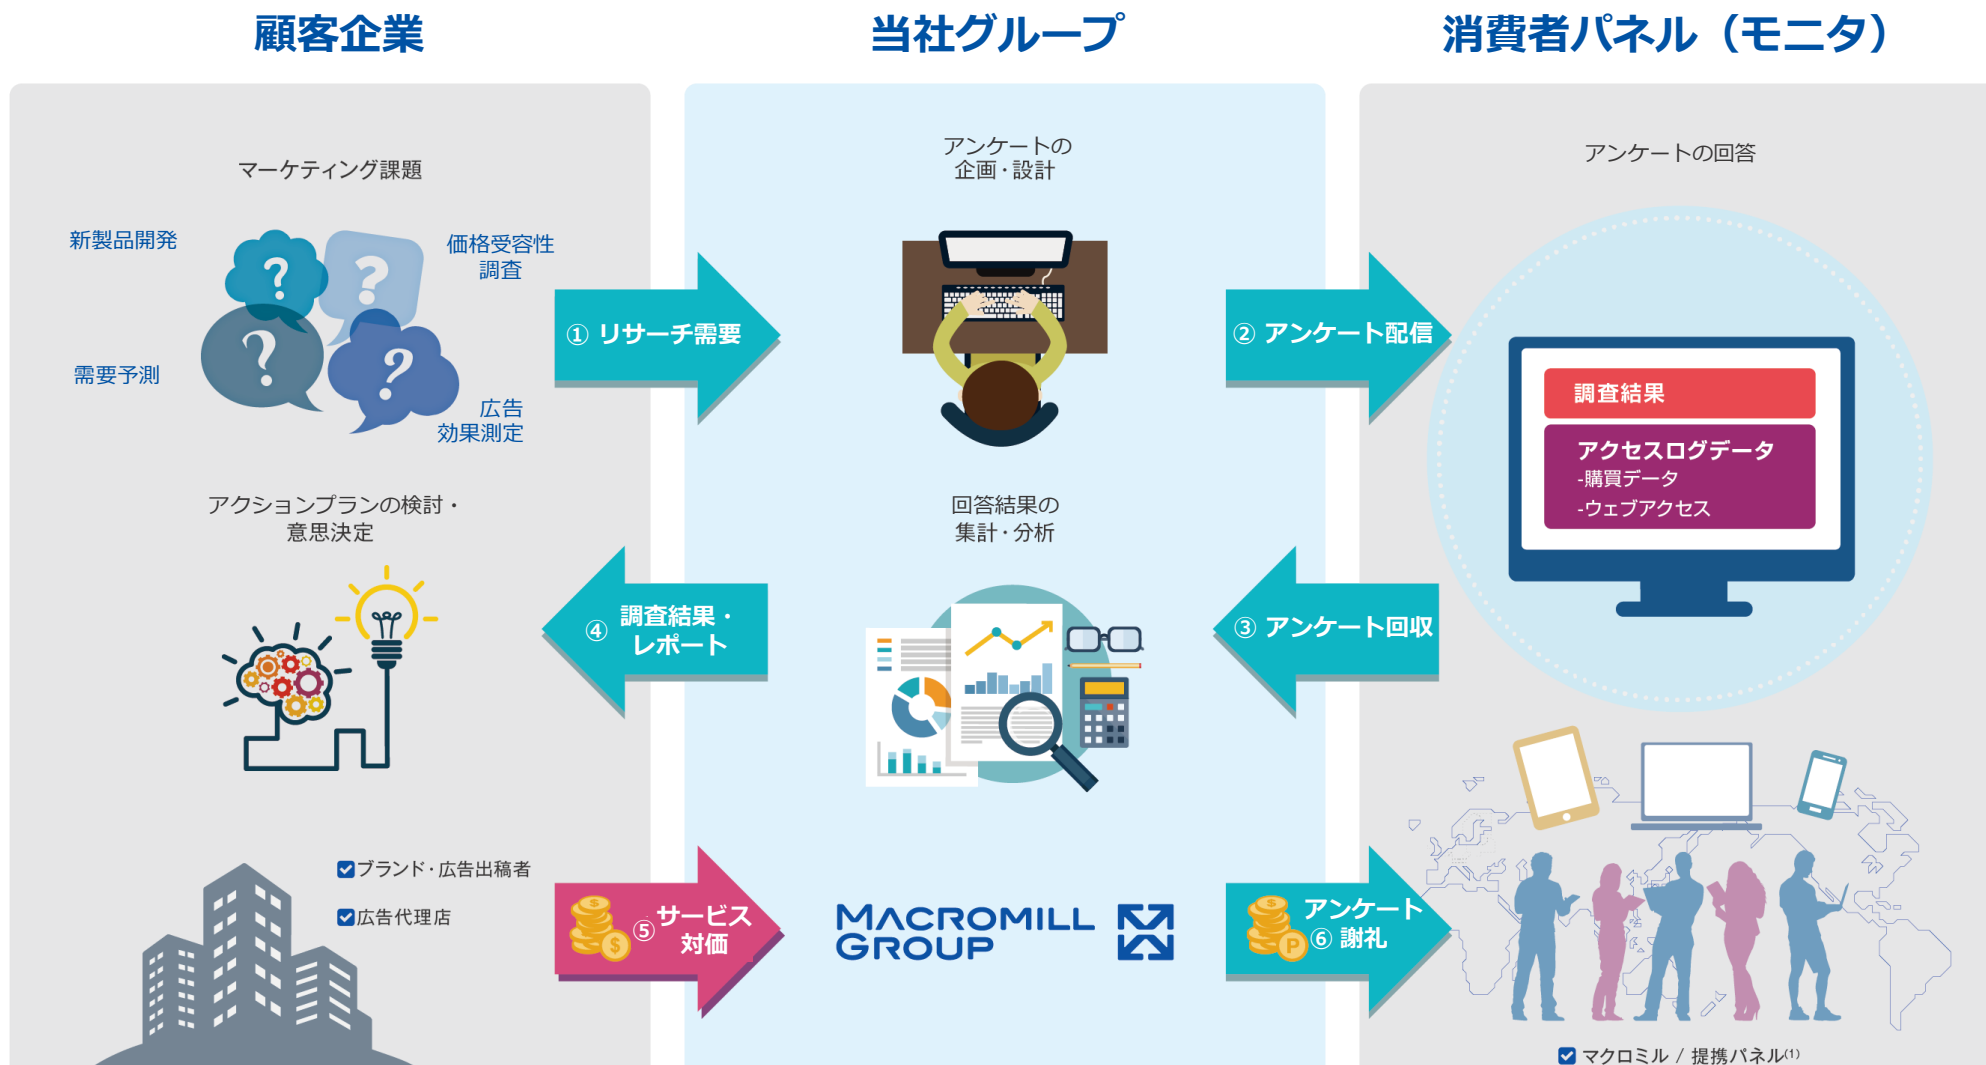 顧客企業
当社グループ
消費者パネル（モニタ）
マーケティング課題
新製品開発
価格受容性
調査
需要予測
広告
効果測定
① リサーチ需要
アンケートの
企画・設計
② アンケート配信
アンケートの回答
調査結果
アクセスログデータ
-購買データ
-ウェブアクセス
③ アンケート回収
回答結果の
集計・分析
④ 調査結果・
レポート
アクションプランの検討・
意思決定
ブランド・広告出稿者
広告代理店
⑤ サービス
対価
MACROMILL
GROUP
アンケート
⑥ 謝礼
マクロミル / 提携パネル(1)